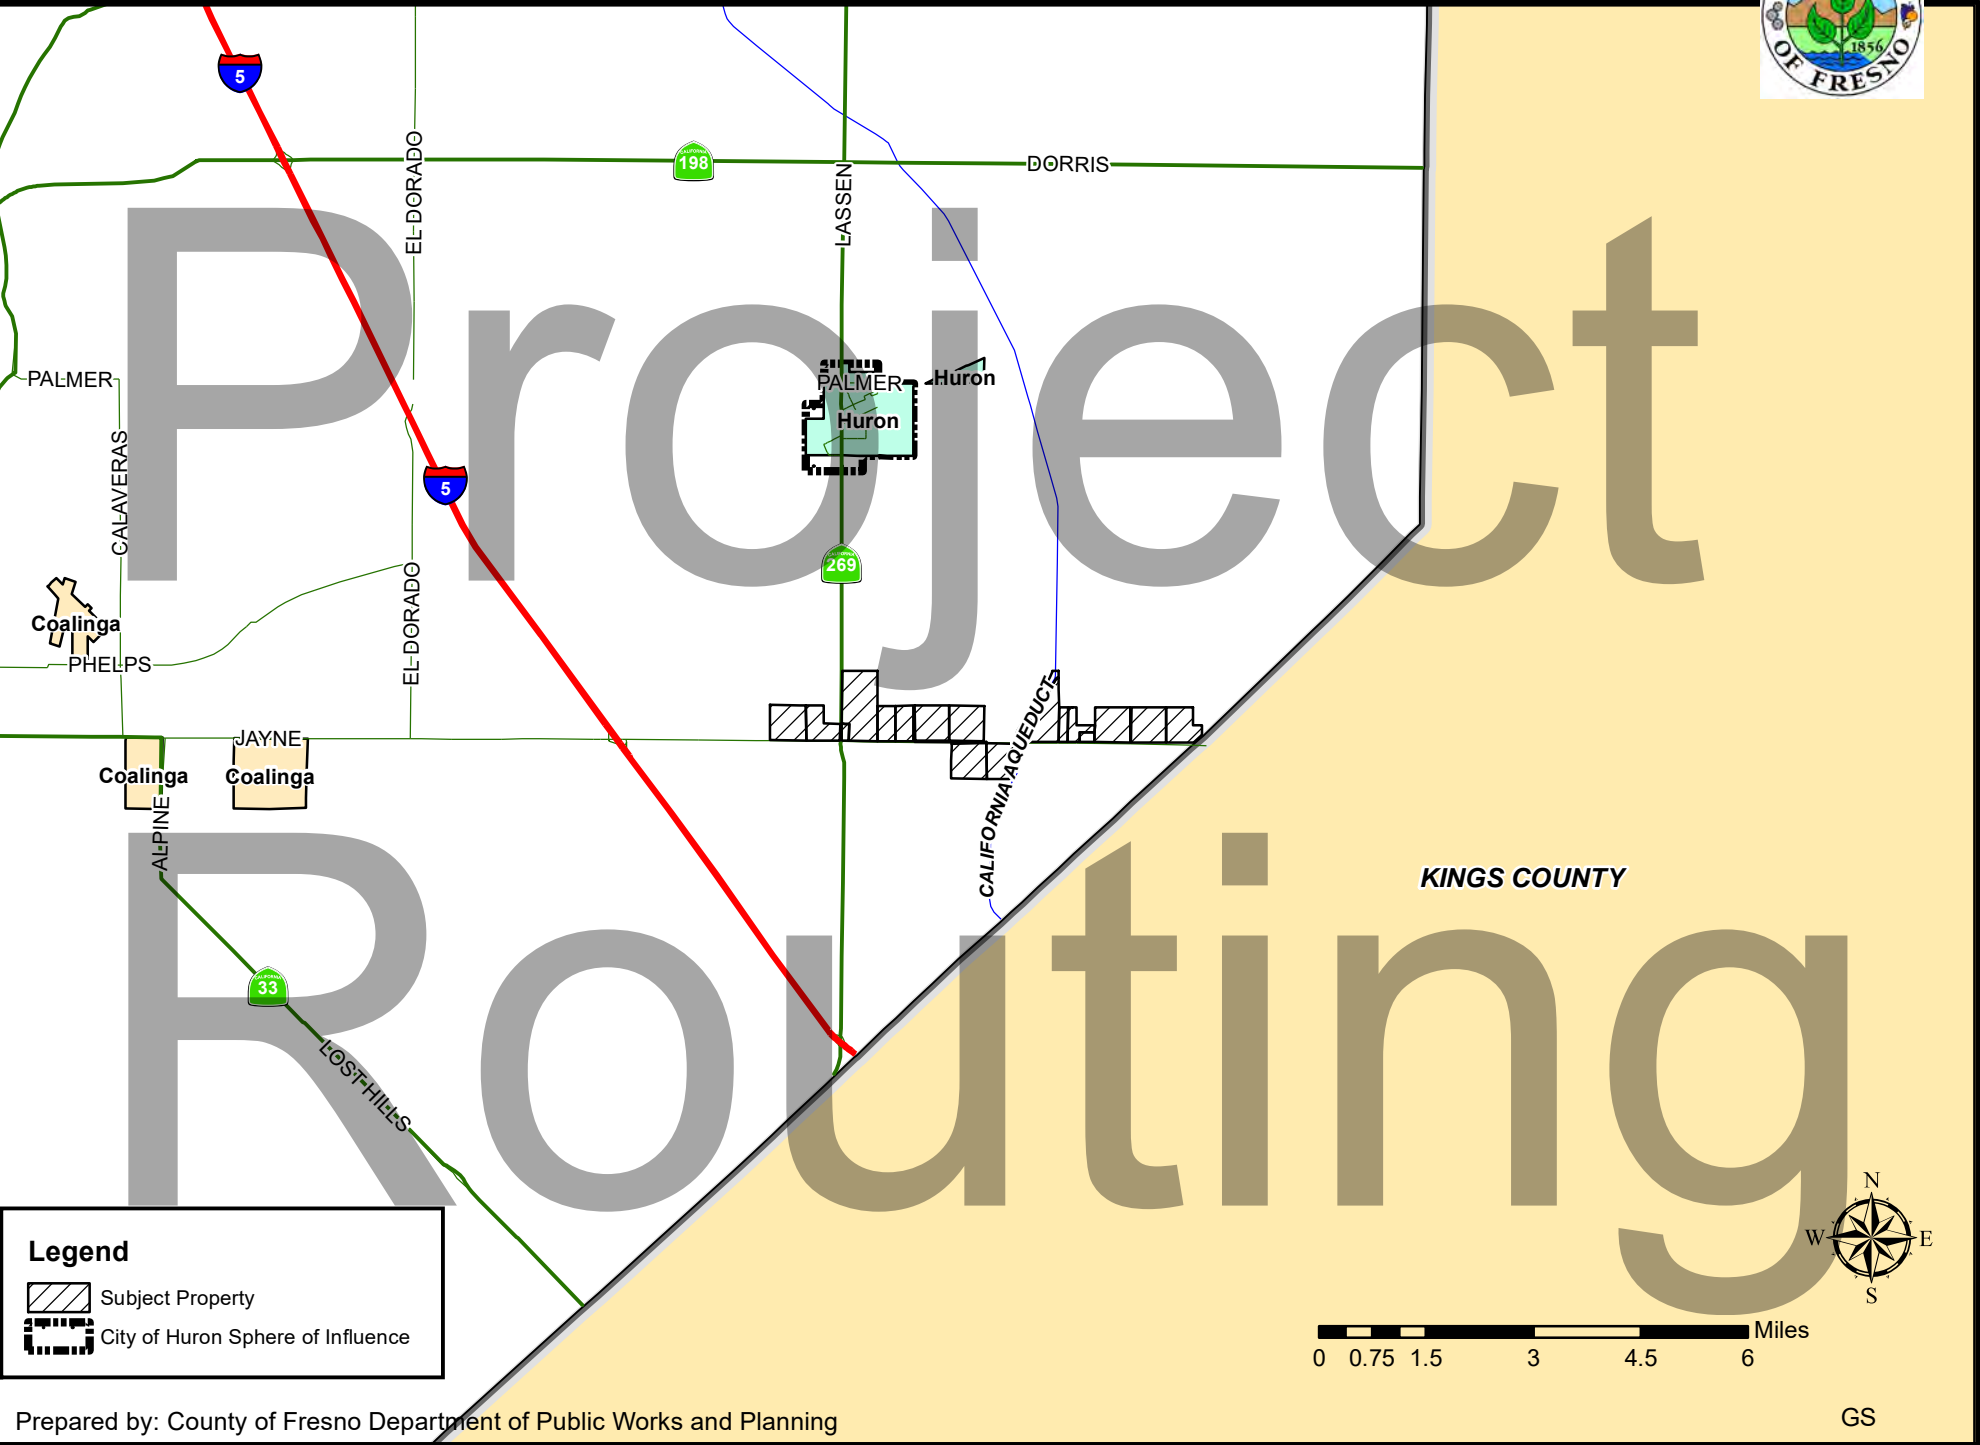 1856
OF FRESNO
5
EL DORADO
CALIFORNIA
198
DORRIS
LASSEN
Project
PALMER
PALMER
Huron
Huron
CALAVERAS
5
CALIFORNIA
269
EL DORADO
Coalinga
PHELPS
JAYNE
Coalinga
Coalinga
CALIFORNIA AQUEDUCT
ALPINE
Routing
KINGS COUNTY
CALIFORNIA
33
LOST HILLS
N
W
E
S
Legend
Subject Property
City of Huron Sphere of Influence
Miles
0 0.75 1.5 3 4.5 6
Prepared by: County of Fresno Department of Public Works and Planning
GS